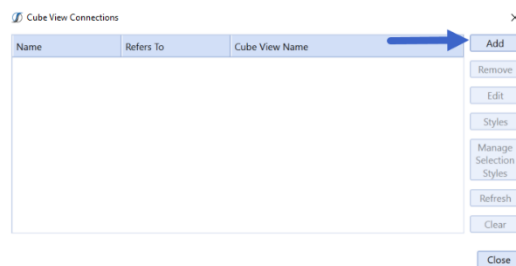 Cube View Connections
Name Refers To Cube View Name
Add
Remove
Edit
Styles
Manage
Selection
Styles
Refresh
Clear
Close